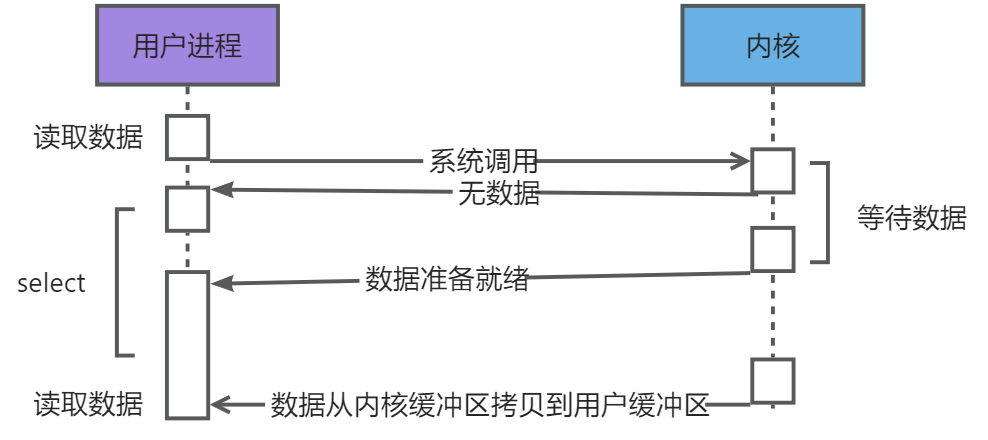 用户进程
内核
读取数据
系统调用
无数据
等待数据
select
数据准备就绪
读取数据
数据从内核缓冲区拷贝到用户缓冲区